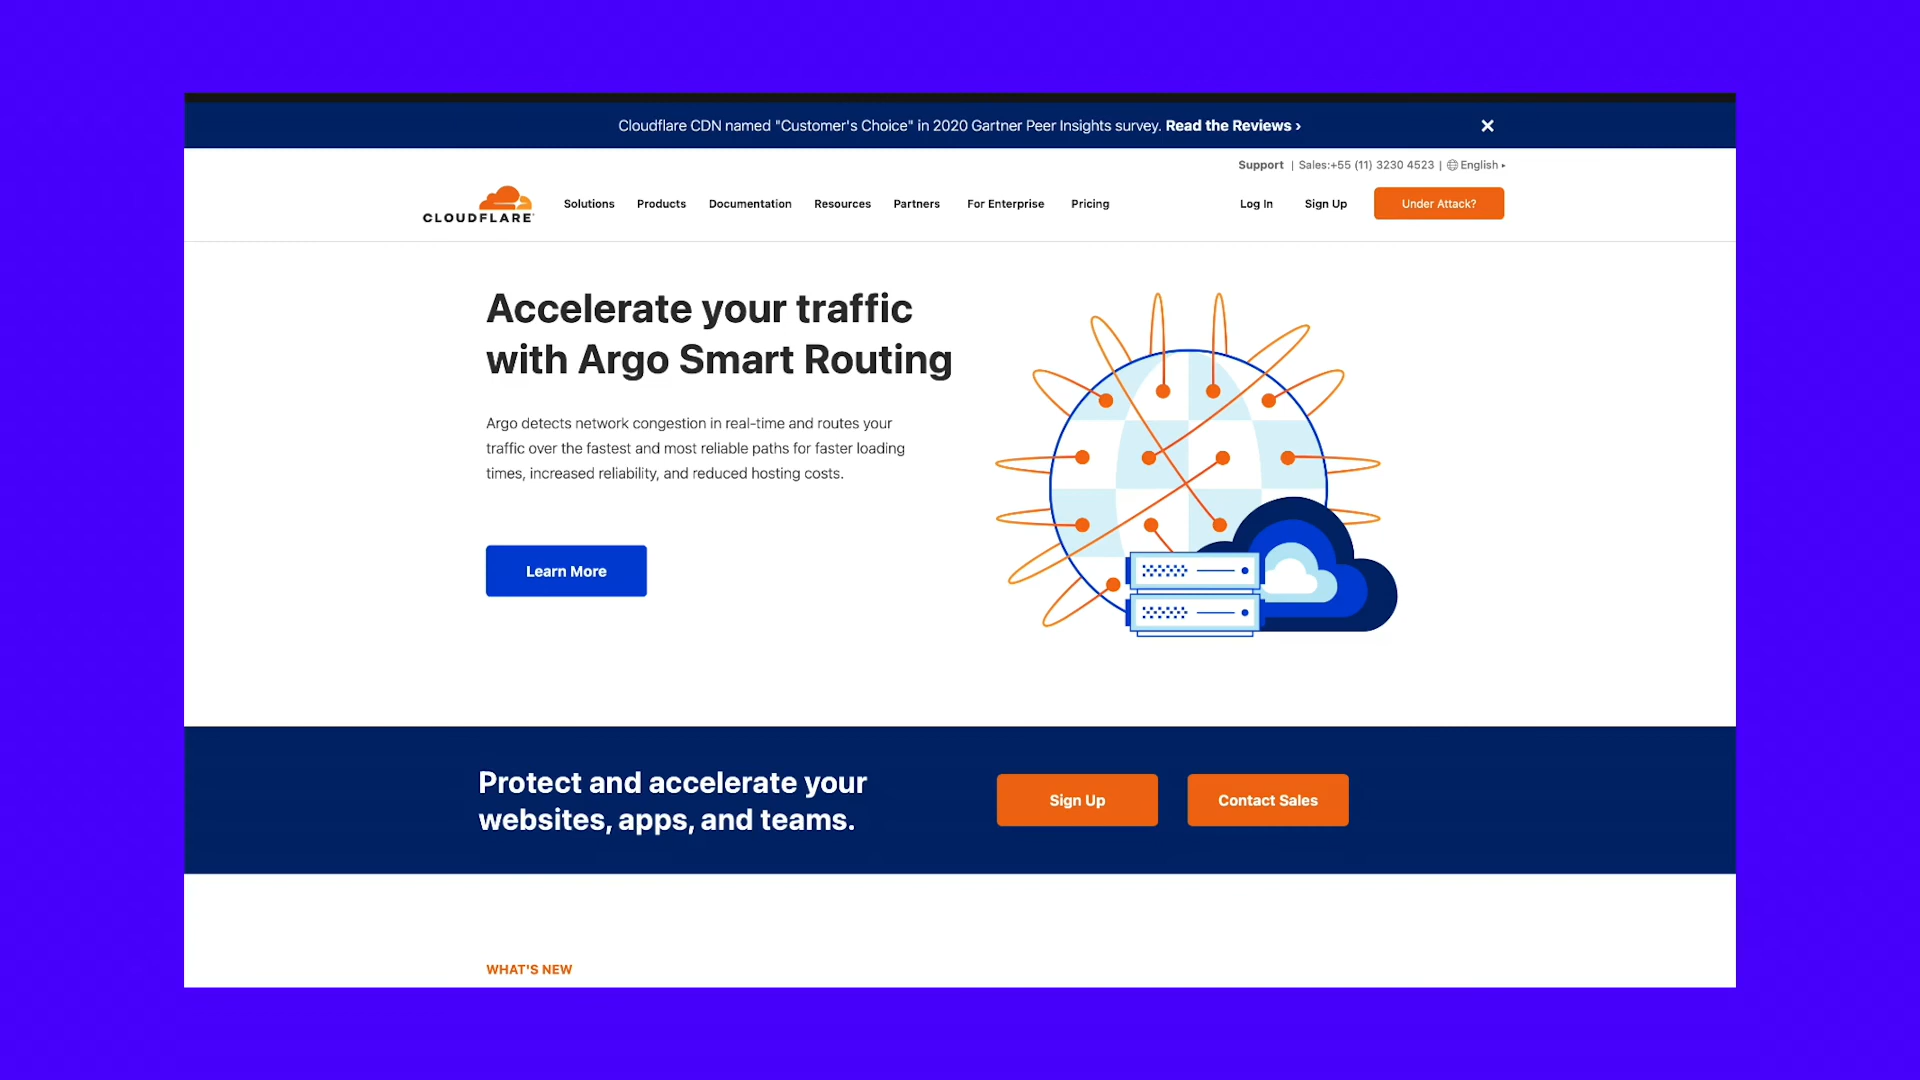 Cloudflare CDN named "Customer's Choice" in 2020 Gartner Peer Insights survey. Read the Reviews ›
Support | Sales:+55 (11) 3230 4523 | English ▸
CLOUDFLARE
Solutions Products Documentation Resources Partners For Enterprise Pricing Log In Sign Up Under Attack?
Accelerate your traffic
with Argo Smart Routing
Argo detects network congestion in real-time and routes your
traffic over the fastest and most reliable paths for faster loading
times, increased reliability, and reduced hosting costs.
Learn More
Protect and accelerate your
websites, apps, and teams.
Sign Up Contact Sales
WHAT'S NEW